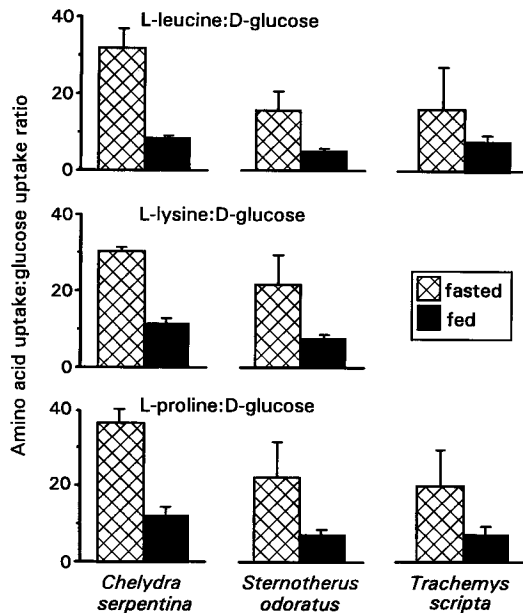 Amino acid uptake:glucose uptake ratio
L-leucine:D-glucose
40
20
0
L-lysine:D-glucose
40
20
0
fasted
fed
L-proline:D-glucose
40
20
0
Chelydra
serpentina
Sternotherus
odoratus
Trachemys
scripta